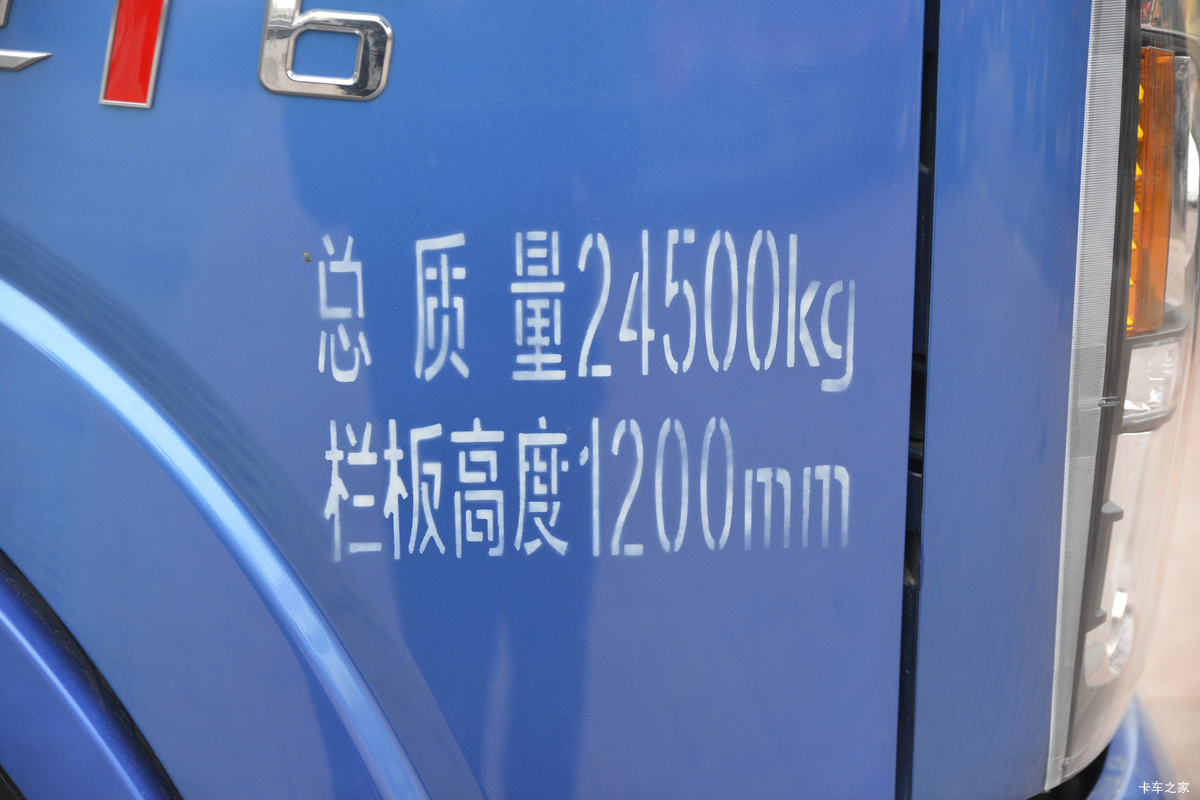 6
总 质 量24500kg
栏板高度1200mm
卡车之家